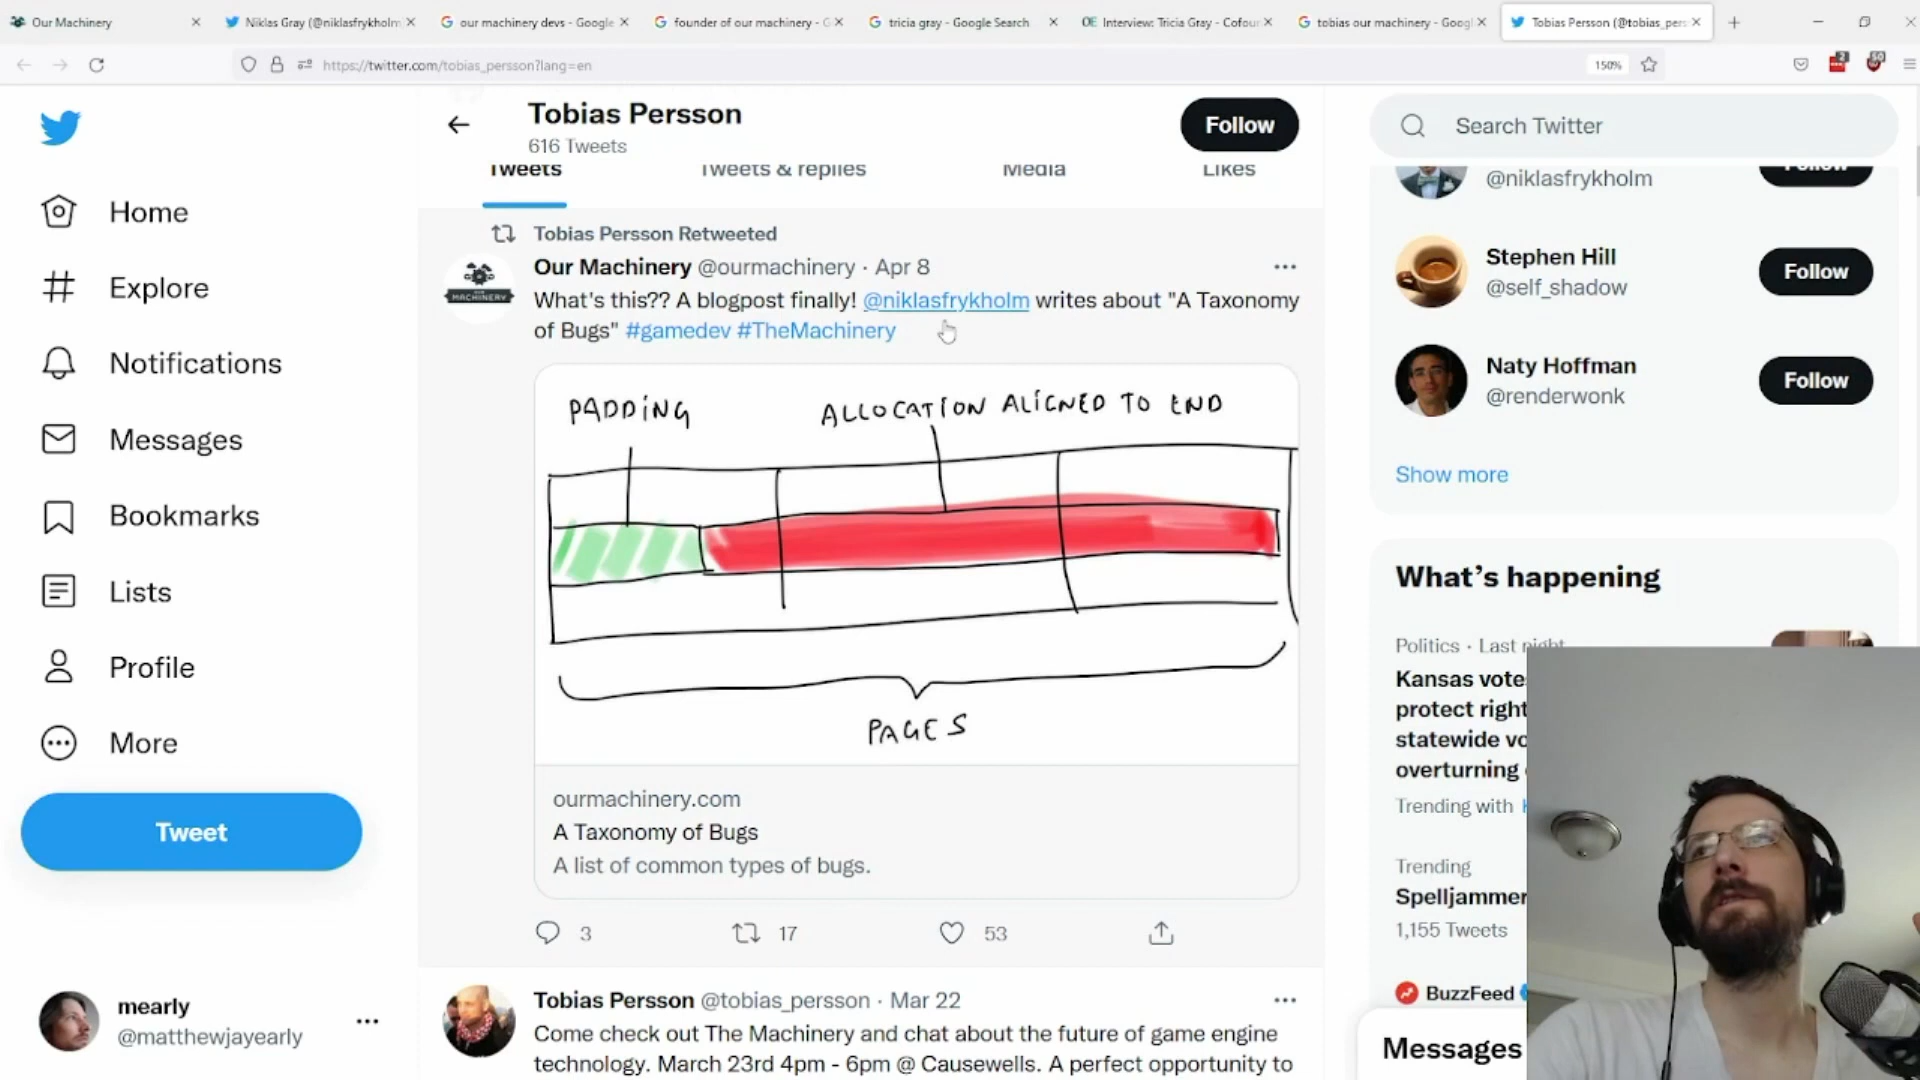 Our Machinery
Niklas Gray (@niklasfrykholm
our machinery devs - Google
founder of our machinery - G
tricia gray - Google Search
OE Interview: Tricia Gray - Cofour
tobias our machinery - Googl
Tobias Persson (@tobias_pers
https://twitter.com/tobias_persson?lang=en
150%
Home
Explore
Notifications
Messages
Bookmarks
Lists
Profile
More
Tweet
mearly
@matthewjayearly
Tobias Persson
616 Tweets
Follow
Tweets
Tweets & replies
Media
Likes
Tobias Persson Retweeted
Our Machinery @ourmachinery · Apr 8
MACHINERY
What's this?? A blogpost finally! @niklasfrykholm writes about "A Taxonomy
of Bugs" #gamedev #TheMachinery
PADDING
ALLOCATION ALIGNED TO END
PAGES
ourmachinery.com
A Taxonomy of Bugs
A list of common types of bugs.
3
17
53
Tobias Persson @tobias_persson · Mar 22
Come check out The Machinery and chat about the future of game engine
technology. March 23rd 4pm - 6pm @ Causewells. A perfect opportunity to
Search Twitter
@niklasfrykholm
Follow
Stephen Hill
@self_shadow
Follow
Naty Hoffman
@renderwonk
Follow
Show more
What's happening
Politics · Last night
Kansas vote
protect right
statewide vo
overturning
Trending with
Trending
Spelljammer
1,155 Tweets
BuzzFeed
Messages